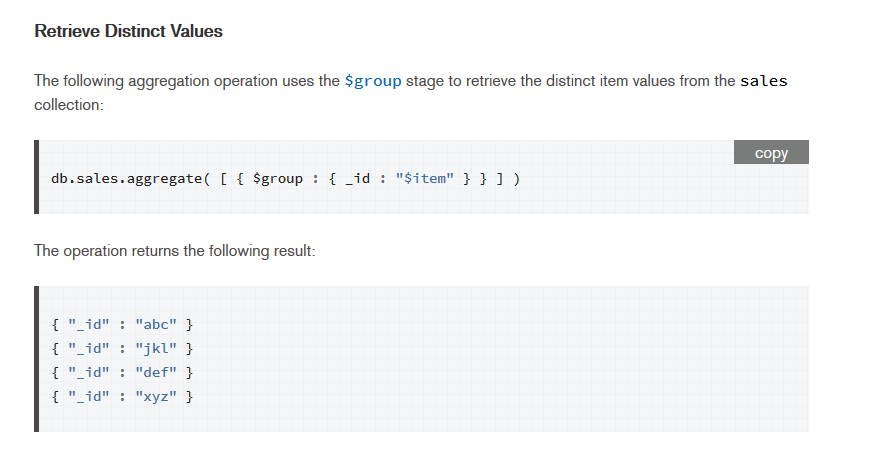 Retrieve Distinct Values
The following aggregation operation uses the $group stage to retrieve the distinct item values from the sales
collection:
copy
db.sales.aggregate( [ { $group : { _id : "$item" } } ] )
The operation returns the following result:
{ "_id" : "abc" }
{ "_id" : "jkl" }
{ "_id" : "def" }
{ "_id" : "xyz" }